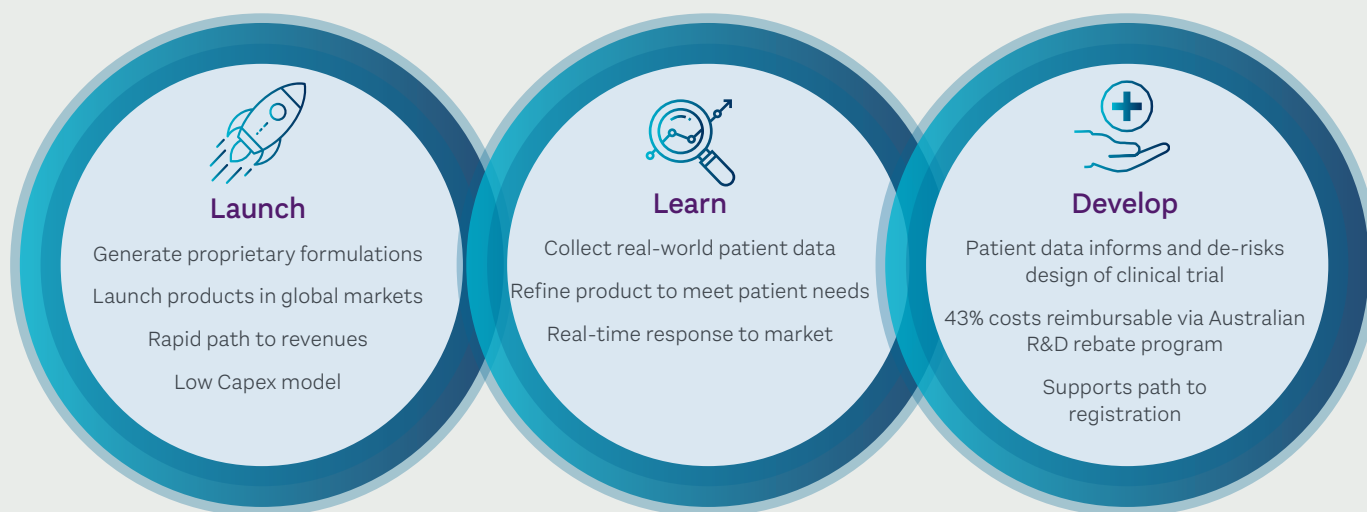 Launch
Generate proprietary formulations
Launch products in global markets
Rapid path to revenues
Low Capex model
Learn
Collect real-world patient data
Refine product to meet patient needs
Real-time response to market
Develop
Patient data informs and de-risks
design of clinical trial
43% costs reimbursable via Australian
R&D rebate program
Supports path to
registration